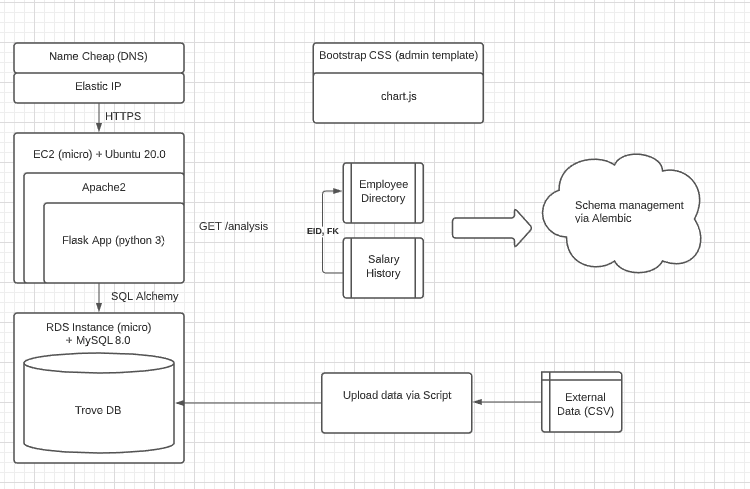 Name Cheap (DNS)
Elastic IP
HTTPS
EC2 (micro) + Ubuntu 20.0
Apache2
Flask App (python 3)
GET /analysis
SQL Alchemy
RDS Instance (micro)
+ MySQL 8.0
Trove DB
Bootstrap CSS (admin template)
chart.js
Employee
Directory
EID, FK
Salary
History
Schema management
via Alembic
Upload data via Script
External
Data (CSV)